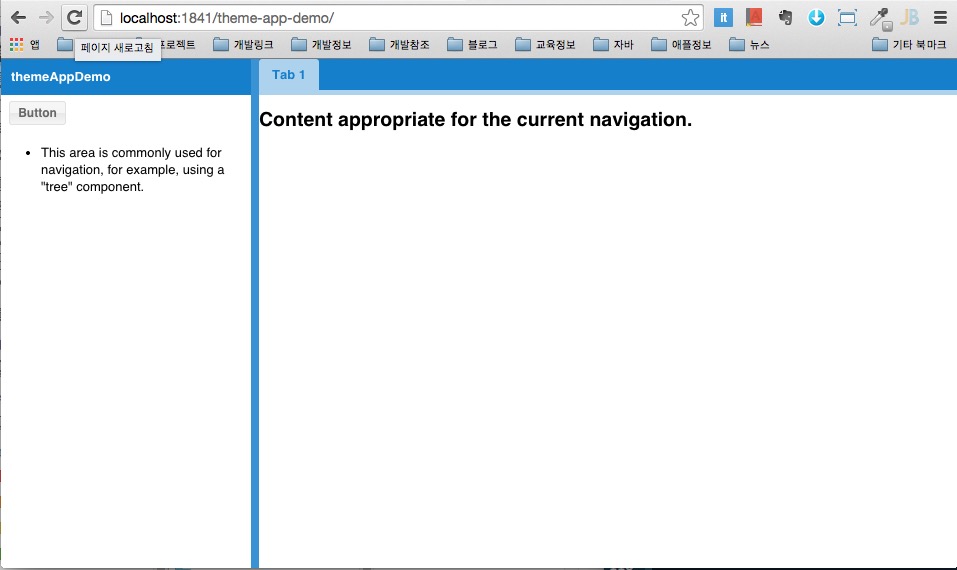 localhost:1841/theme-app-demo/
it
JB
앱
페이지 새로고침
로젝트
개발링크
개발정보
개발참조
블로그
교육정보
자바
애플정보
뉴스
기타 북마크
themeAppDemo
Tab 1
Button
Content appropriate for the current navigation.
• This area is commonly used for
navigation, for example, using a
"tree" component.